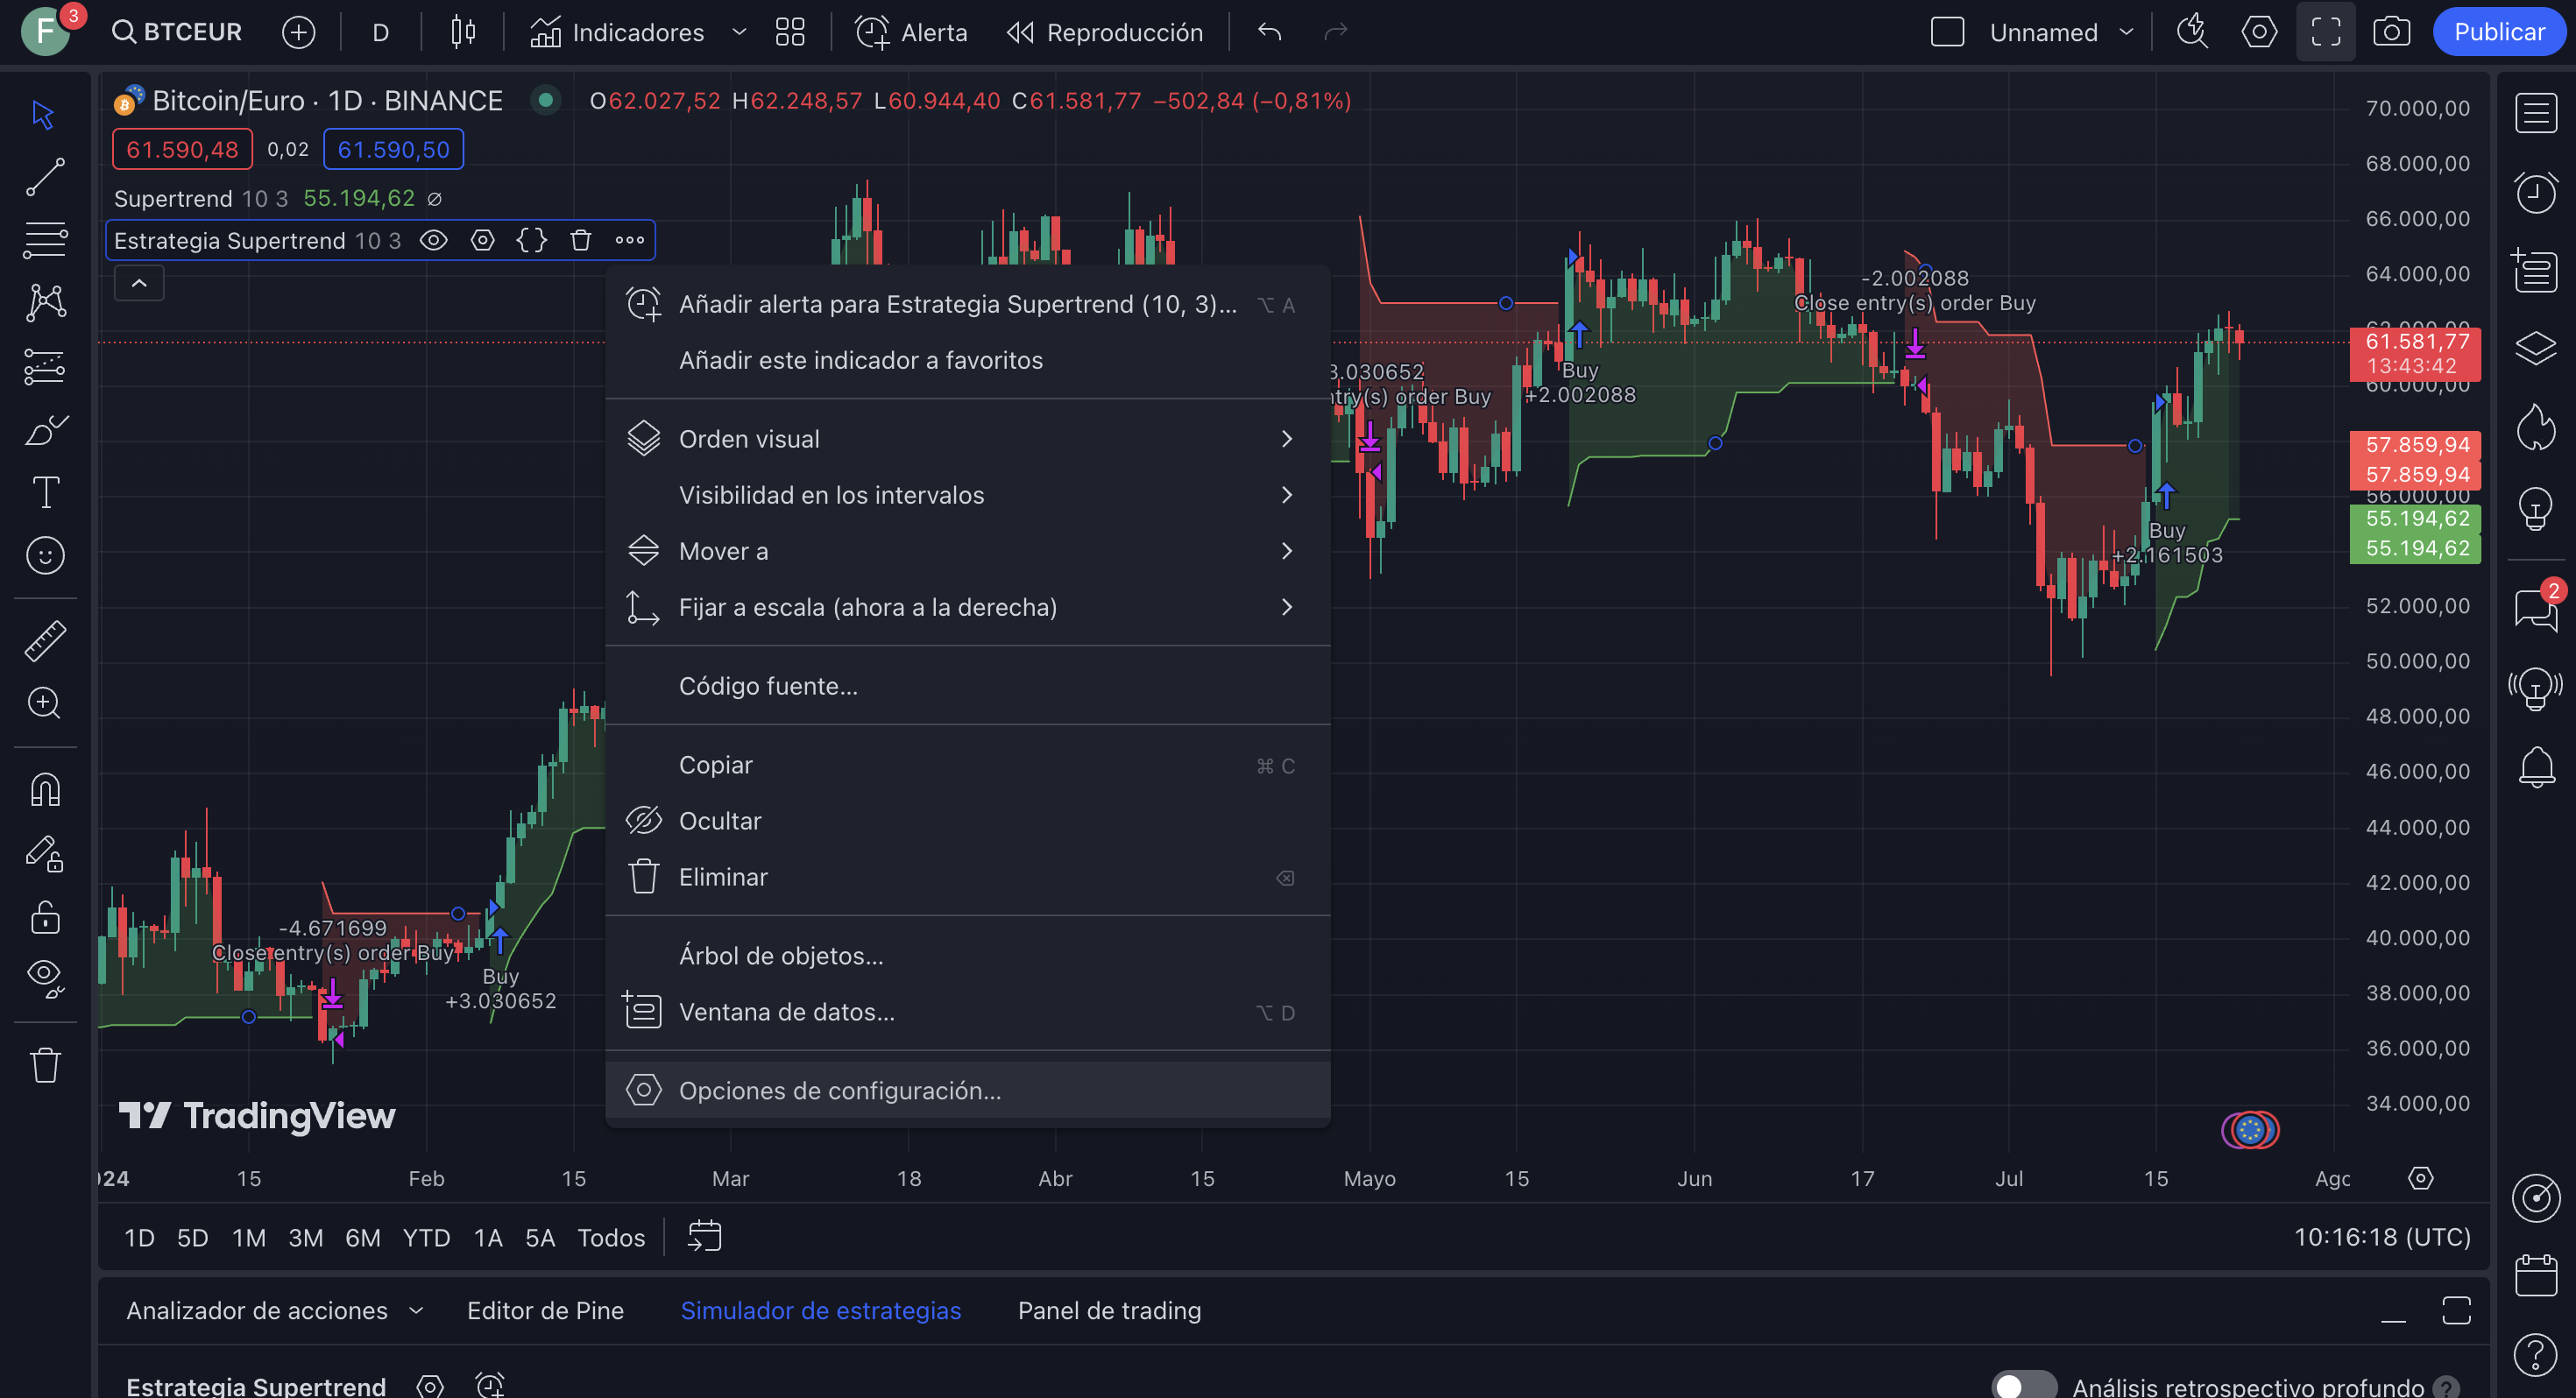 F 3 BTCEUR D Indicadores Alerta Reproducción Unnamed Publicar
Bitcoin/Euro · 1D · BINANCE O62.027,52 H62.248,57 L60.944,40 C61.581,77 −502,84 (−0,81%)
61.590,48 0,02 61.590,50
Supertrend 10 3 55.194,62 ∅
Estrategia Supertrend 10 3
Añadir alerta para Estrategia Supertrend (10, 3)... ⌥ A
Añadir este indicador a favoritos
Orden visual
Visibilidad en los intervalos
Mover a
Fijar a escala (ahora a la derecha)
Código fuente...
Copiar ⌘ C
Ocultar
Eliminar
Árbol de objetos...
Ventana de datos... ⌥ D
Opciones de configuración...
-4.671699
Close entry(s) order Buy
Buy
+3.030652
3.030652
ntry(s) order Buy
Buy
+2.002088
-2.002088
Close entry(s) order Buy
Buy
+2.161503
70.000,00
68.000,00
66.000,00
64.000,00
62.000,00
61.581,77
13:43:42
60.000,00
57.859,94
57.859,94
56.000,00
55.194,62
55.194,62
52.000,00
50.000,00
48.000,00
46.000,00
44.000,00
42.000,00
40.000,00
38.000,00
36.000,00
34.000,00
2
TradingView
024 15 Feb 15 Mar 18 Abr 15 Mayo 15 Jun 17 Jul 15 Ago
1D 5D 1M 3M 6M YTD 1A 5A Todos 10:16:18 (UTC)
Analizador de acciones Editor de Pine Simulador de estrategias Panel de trading
Estrategia Supertrend Análisis retrospectivo profundo ?